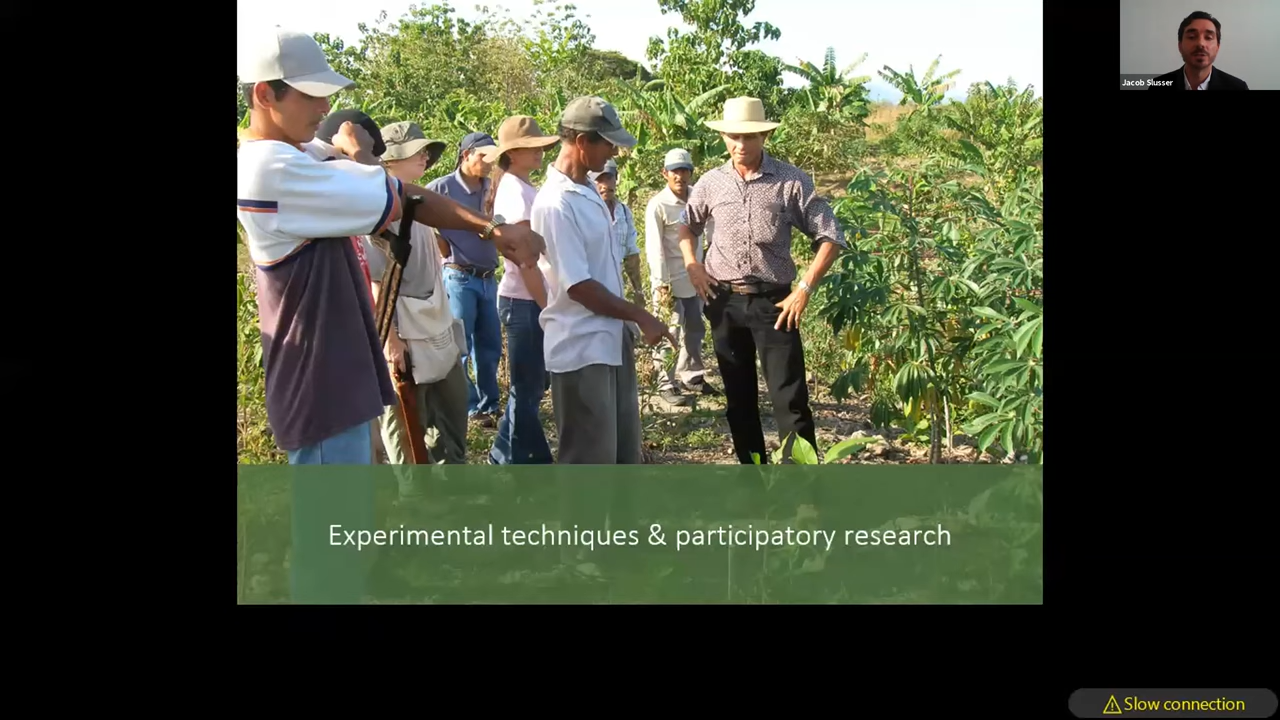 Jacob Slusser
Experimental techniques & participatory research
Slow connection